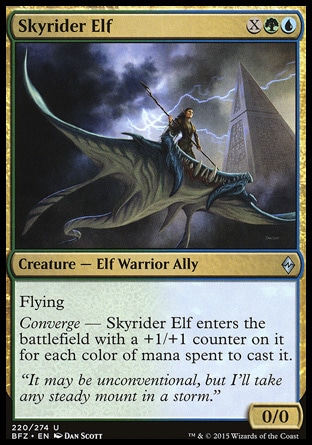 Skyrider Elf X
Creature — Elf Warrior Ally
Flying
Converge — Skyrider Elf enters the
battlefield with a +1/+1 counter on it
for each color of mana spent to cast it.
"It may be unconventional, but I'll take
any steady mount in a storm."
0/0
220/274 U
BFZ • EN DAN SCOTT
™ & © 2015 Wizards of the Coast